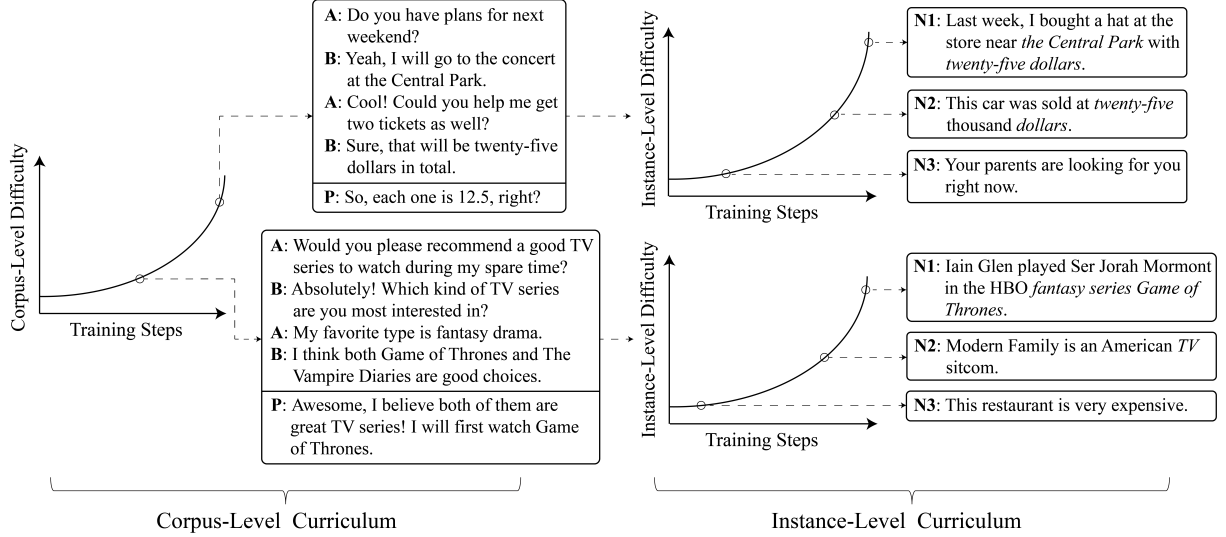 Corpus-Level Difficulty
Training Steps
A: Do you have plans for next
weekend?
B: Yeah, I will go to the concert
at the Central Park.
A: Cool! Could you help me get
two tickets as well?
B: Sure, that will be twenty-five
dollars in total.
P: So, each one is 12.5, right?
A: Would you please recommend a good TV
series to watch during my spare time?
B: Absolutely! Which kind of TV series
are you most interested in?
A: My favorite type is fantasy drama.
B: I think both Game of Thrones and The
Vampire Diaries are good choices.
P: Awesome, I believe both of them are
great TV series! I will first watch Game
of Thrones.
Corpus-Level Curriculum
Instance-Level Difficulty
Training Steps
N1: Last week, I bought a hat at the
store near the Central Park with
twenty-five dollars.
N2: This car was sold at twenty-five
thousand dollars.
N3: Your parents are looking for you
right now.
Instance-Level Difficulty
Training Steps
N1: Iain Glen played Ser Jorah Mormont
in the HBO fantasy series Game of
Thrones.
N2: Modern Family is an American TV
sitcom.
N3: This restaurant is very expensive.
Instance-Level Curriculum